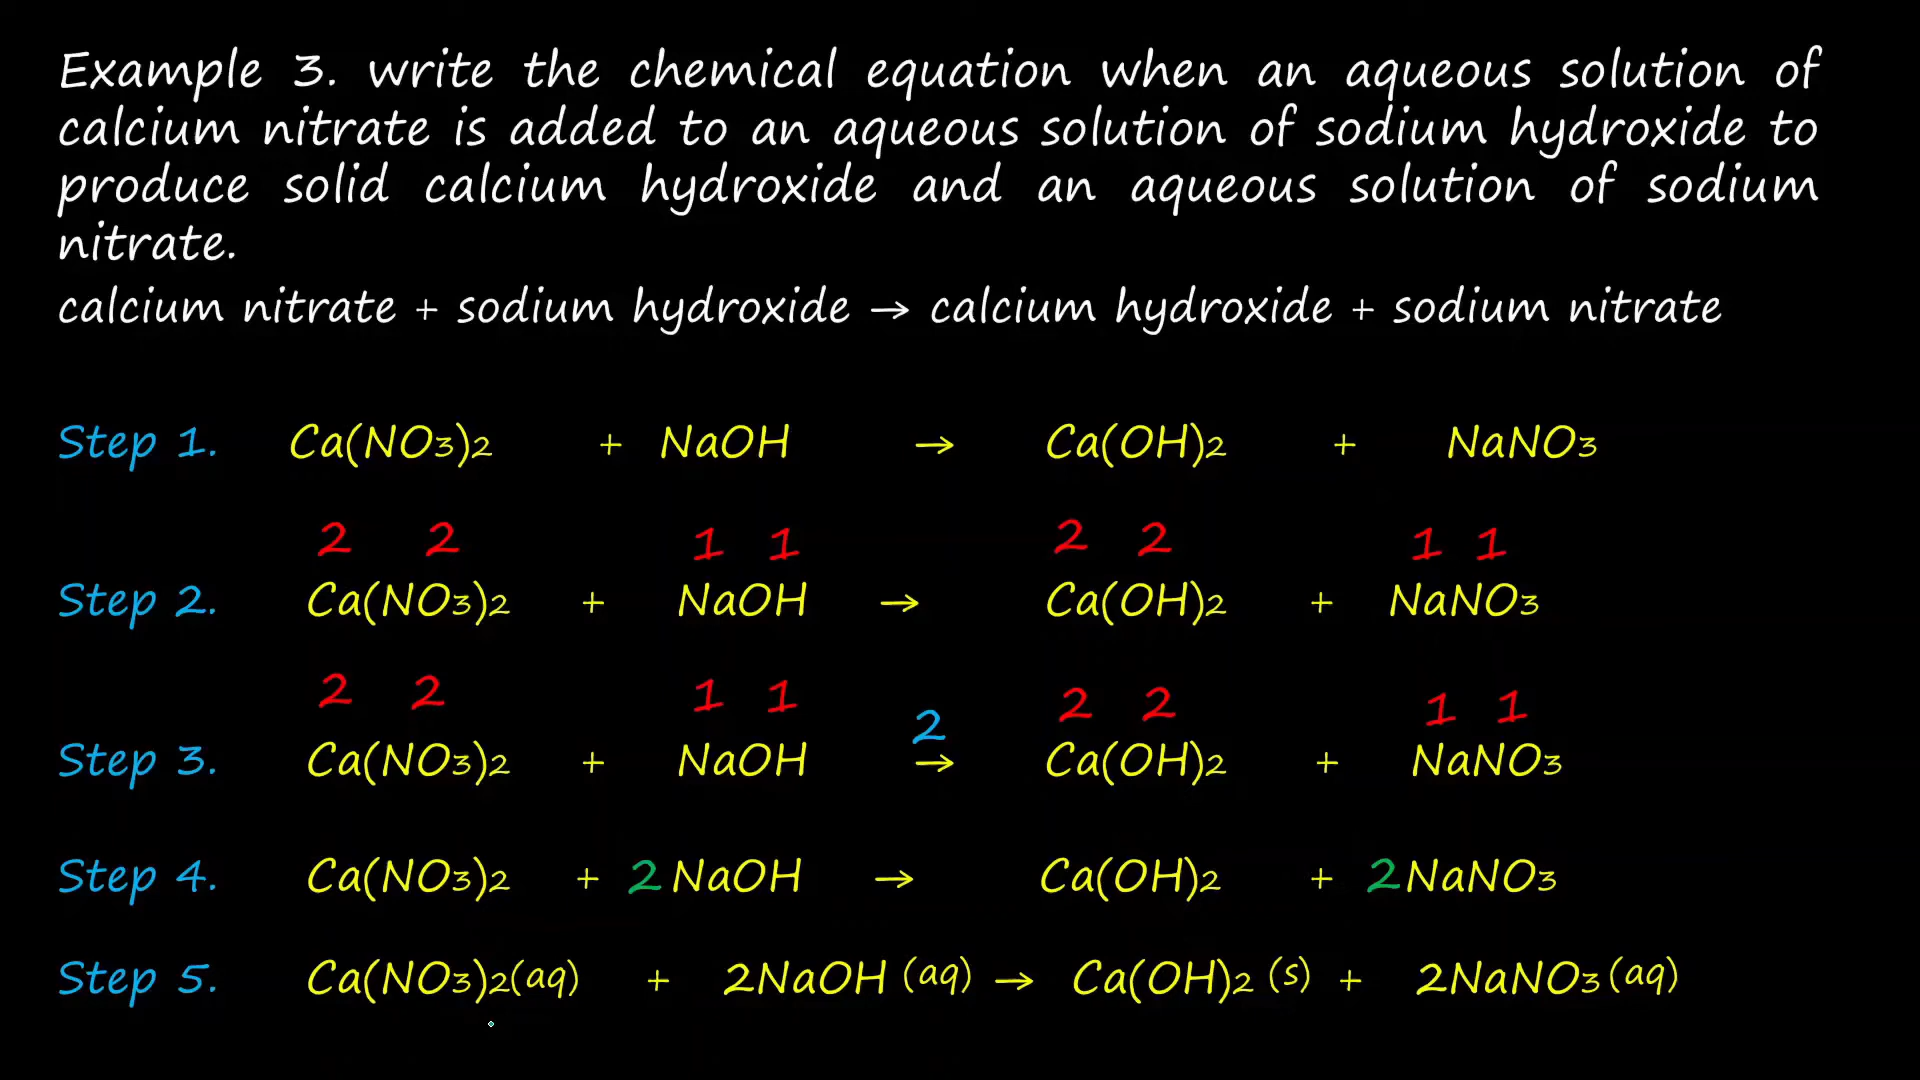 Example 3. write the chemical equation when an aqueous solution of
calcium nitrate is added to an aqueous solution of sodium hydroxide to
produce solid calcium hydroxide and an aqueous solution of sodium
nitrate.
calcium nitrate + sodium hydroxide → calcium hydroxide + sodium nitrate
Step 1. Ca(NO₃)₂ + NaOH → Ca(OH)₂ + NaNO₃
2 2 1 1 2 2 1 1
Step 2. Ca(NO₃)₂ + NaOH → Ca(OH)₂ + NaNO₃
2 2 1 1 2 2 2 1 1
Step 3. Ca(NO₃)₂ + NaOH → Ca(OH)₂ + NaNO₃
Step 4. Ca(NO₃)₂ + 2 NaOH → Ca(OH)₂ + 2 NaNO₃
Step 5. Ca(NO₃)₂(aq) + 2NaOH (aq) → Ca(OH)₂ (s) + 2NaNO₃ (aq)